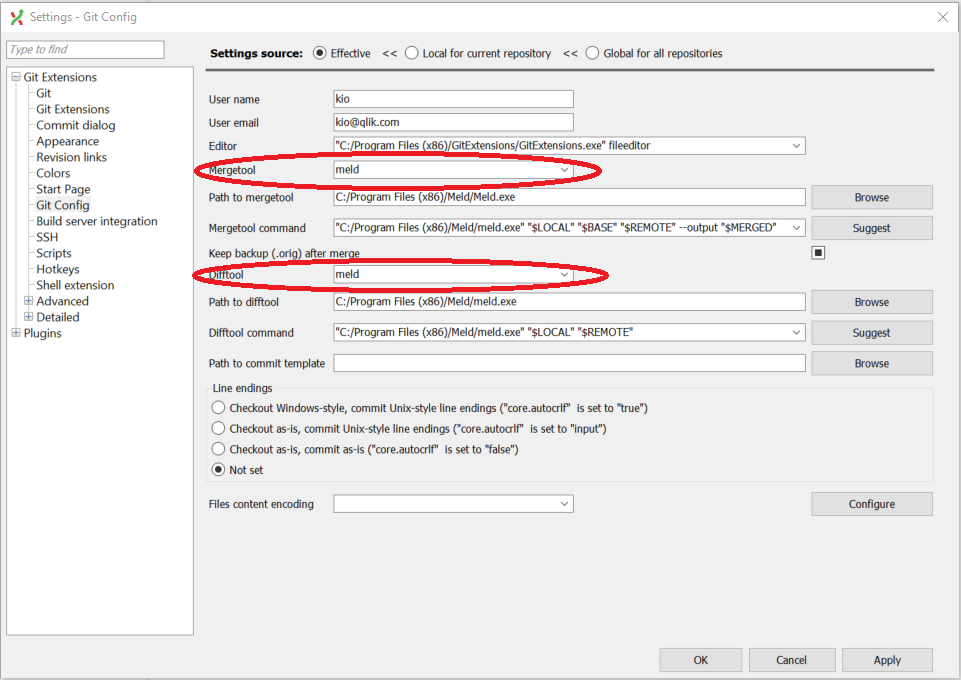 Settings - Git Config
Type to find
Git Extensions
Git
Git Extensions
Commit dialog
Appearance
Revision links
Colors
Start Page
Git Config
Build server integration
SSH
Scripts
Hotkeys
Shell extension
Advanced
Detailed
Plugins
Settings source: Effective << Local for current repository << Global for all repositories
User name kio
User email kio@qlik.com
Editor "C:/Program Files (x86)/GitExtensions/GitExtensions.exe" fileeditor
Mergetool meld
Path to mergetool C:/Program Files (x86)/Meld/Meld.exe Browse
Mergetool command "C:/Program Files (x86)/Meld/meld.exe" "$LOCAL" "$BASE" "$REMOTE" --output "$MERGED" Suggest
Keep backup (.orig) after merge
Difftool meld
Path to difftool C:/Program Files (x86)/Meld/meld.exe Browse
Difftool command "C:/Program Files (x86)/Meld/meld.exe" "$LOCAL" "$REMOTE" Suggest
Path to commit template Browse
Line endings
Checkout Windows-style, commit Unix-style line endings ("core.autocrlf" is set to "true")
Checkout as-is, commit Unix-style line endings ("core.autocrlf" is set to "input")
Checkout as-is, commit as-is ("core.autocrlf" is set to "false")
Not set
Files content encoding Configure
OK Cancel Apply